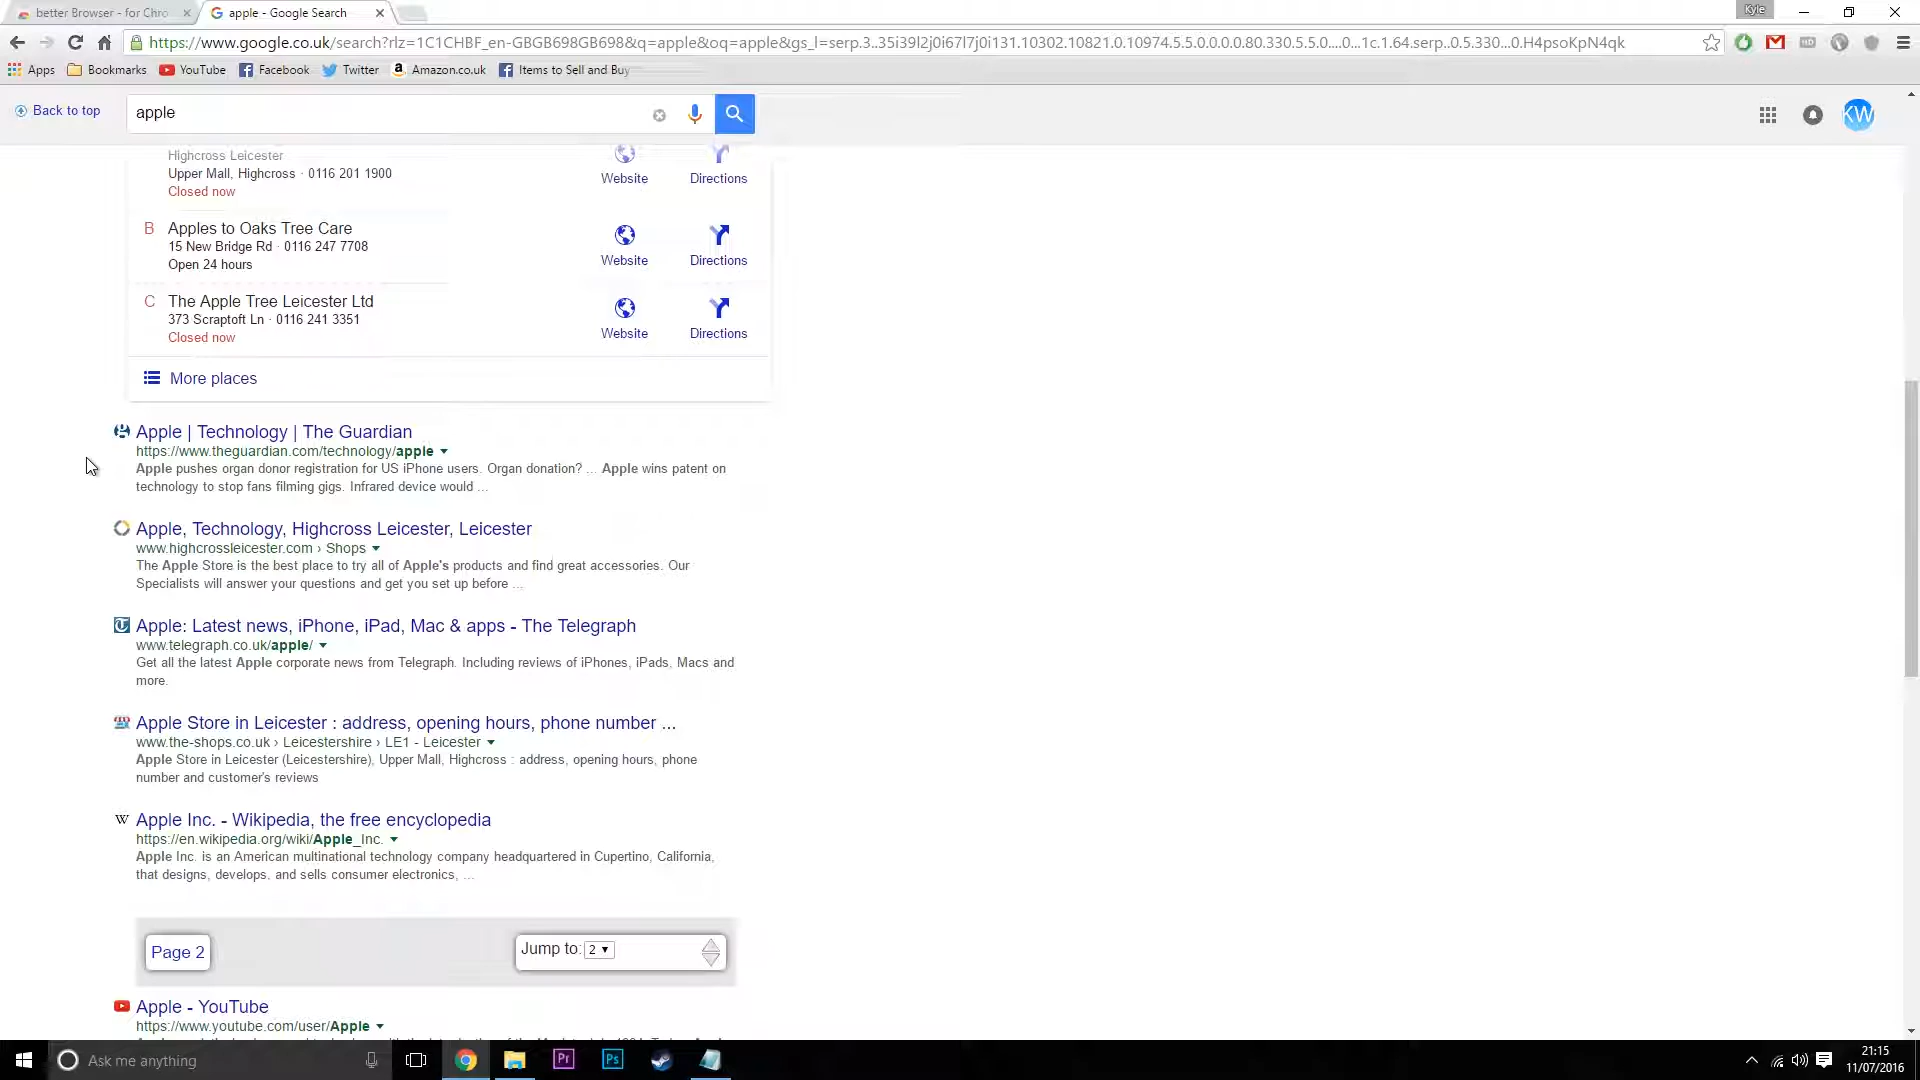 better Browser - for Chro
apple - Google Search
Kyle
https://www.google.co.uk/search?rlz=1C1CHBF_en-GBGB698GB698&q=apple&oq=apple&gs_l=serp.3..35i39l2j0i67l7j0i131.10302.10821.0.10974.5.5.0.0.0.0.80.330.5.5.0....0...1c.1.64.serp..0.5.330...0.H4psoKpN4qk
Apps
Bookmarks
YouTube
Facebook
Twitter
Amazon.co.uk
Items to Sell and Buy
Back to top
apple
KW
Highcross Leicester
Upper Mall, Highcross · 0116 201 1900
Closed now
Website
Directions
B
Apples to Oaks Tree Care
15 New Bridge Rd · 0116 247 7708
Open 24 hours
Website
Directions
C
The Apple Tree Leicester Ltd
373 Scraptoft Ln · 0116 241 3351
Closed now
Website
Directions
More places
Apple | Technology | The Guardian
https://www.theguardian.com/technology/apple
Apple pushes organ donor registration for US iPhone users. Organ donation? ... Apple wins patent on
technology to stop fans filming gigs. Infrared device would ...
Apple, Technology, Highcross Leicester, Leicester
www.highcrossleicester.com › Shops
The Apple Store is the best place to try all of Apple's products and find great accessories. Our
Specialists will answer your questions and get you set up before ...
Apple: Latest news, iPhone, iPad, Mac & apps - The Telegraph
www.telegraph.co.uk/apple/
Get all the latest Apple corporate news from Telegraph. Including reviews of iPhones, iPads, Macs and
more.
Apple Store in Leicester : address, opening hours, phone number ...
www.the-shops.co.uk › Leicestershire › LE1 - Leicester
Apple Store in Leicester (Leicestershire), Upper Mall, Highcross : address, opening hours, phone
number and customer's reviews
W
Apple Inc. - Wikipedia, the free encyclopedia
https://en.wikipedia.org/wiki/Apple_Inc.
Apple Inc. is an American multinational technology company headquartered in Cupertino, California,
that designs, develops, and sells consumer electronics, ...
Page 2
Jump to: 2
Apple - YouTube
https://www.youtube.com/user/Apple
Ask me anything
Pr
Ps
21:15
11/07/2016